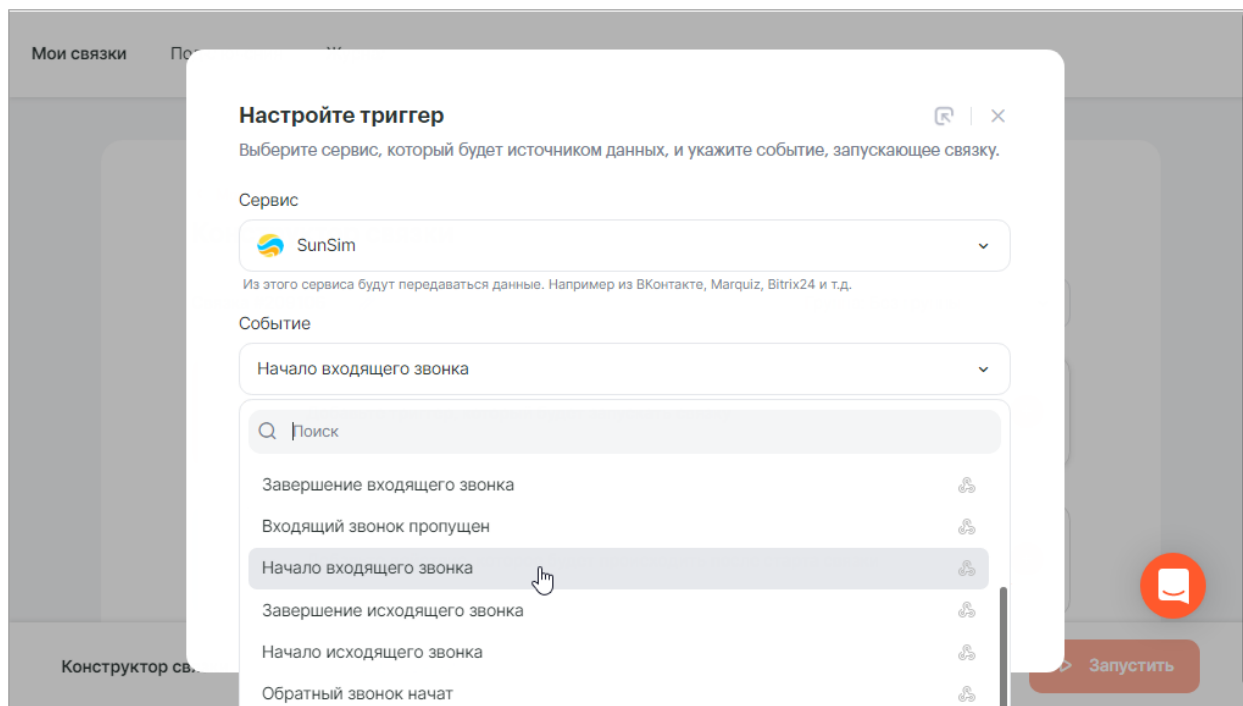 Мои связки
Настройте триггер
Выберите сервис, который будет источником данных, и укажите событие, запускающее связку.
Сервис
SunSim
Из этого сервиса будут передаваться данные. Например из ВКонтакте, Marquiz, Bitrix24 и т.д.
Событие
Начало входящего звонка
Поиск
Завершение входящего звонка
Входящий звонок пропущен
Начало входящего звонка
Завершение исходящего звонка
Начало исходящего звонка
Обратный звонок начат
Конструктор
Запустить